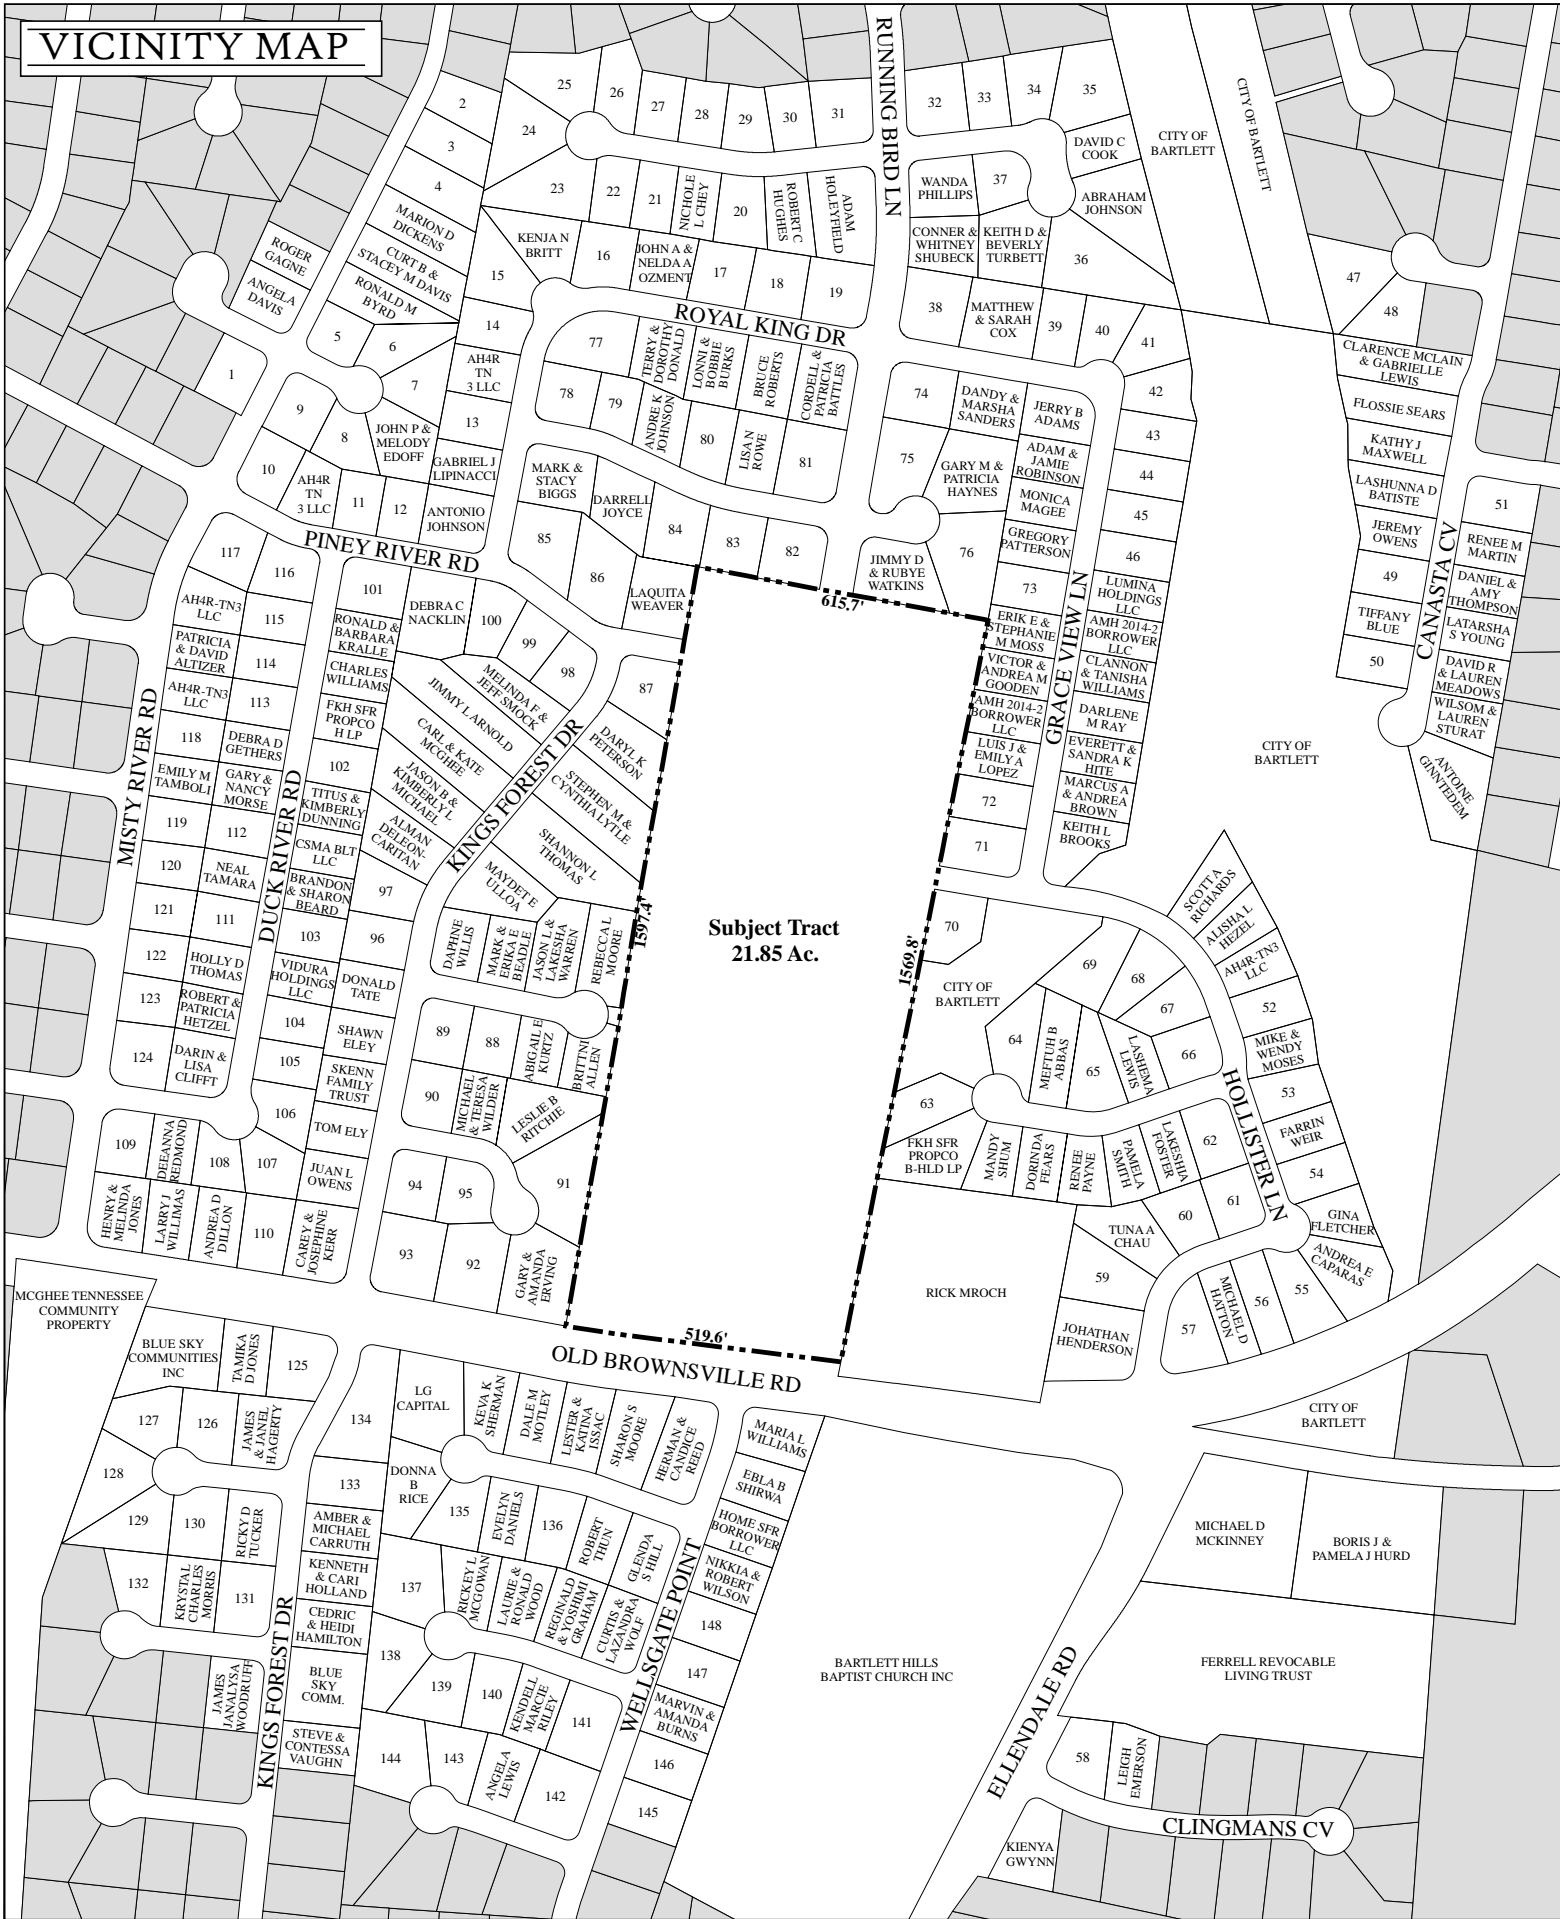 VICINITY MAP
RUNNING BIRD LN
25
26
27
28
29
30
31
32
33
34
35
2
24
3
4
DAVID C
COOK
CITY OF
BARTLETT
CITY OF BARTLETT
23
22
21
NICHOLE
L CHEY
20
ROBERT C
HUGHES
ADAM
HOLEYFIELD
WANDA
PHILLIPS
37
ABRAHAM
JOHNSON
MARION D
DICKENS
CURT B &
STACEY M DAVIS
RONALD M
BYRD
ROGER
GAGNE
ANGELA
DAVIS
KENJA N
BRITT
16
JOHN A &
NELDA A
OZMENT
17
18
19
CONNER &
WHITNEY
SHUBECK
KEITH D &
BEVERLY
TURBETT
36
15
14
5
6
7
1
ROYAL KING DR
38
MATTHEW
& SARAH
COX
39
40
41
42
47
48
77
TERRY &
DOROTHY
DONALD
LONNI &
BOBBIE
BURKS
BRUCE
ROBERTS
CORDELL &
PATRICIA
BATTLES
AH4R
TN
3 LLC
13
78
79
ANDRE K
JOHNSON
80
LISA N
ROWE
81
74
DANDY &
MARSHA
SANDERS
JERRY B
ADAMS
43
44
45
46
CLARENCE MCLAIN
& GABRIELLE
LEWIS
FLOSSIE SEARS
KATHY J
MAXWELL
LASHUNNA D
BATISTE
JEREMY
OWENS
49
TIFFANY
BLUE
50
CANASTA CV
51
RENEE M
MARTIN
DANIEL &
AMY
THOMPSON
LATARSHA
S YOUNG
DAVID R
& LAUREN
MEADOWS
WILSOM &
LAUREN
STURAT
ANTOINE
GINNTEDEM
9
8
JOHN P &
MELODY
EDOFF
GABRIEL J
LIPINACCI
10
AH4R
TN
3 LLC
11
12
ANTONIO
JOHNSON
PINEY RIVER RD
MARK &
STACY
BIGGS
DARRELL
JOYCE
85
84
83
82
86
LAQUITA
WEAVER
75
GARY M &
PATRICIA
HAYNES
ADAM &
JAMIE
ROBINSON
MONICA
MAGEE
GREGORY
PATTERSON
76
JIMMY D
& RUBYE
WATKINS
73
ERIK E &
STEPHANIE
M MOSS
VICTOR &
ANDREA M
GOODEN
AMH 2014-2
BORROWER
LLC
LUIS J &
EMILY A
LOPEZ
72
71
GRACE VIEW LN
LUMINA
HOLDINGS
LLC
AMH 2014-2
BORROWER
LLC
CLANNON
& TANISHA
WILLIAMS
DARLENE
M RAY
EVERETT &
SANDRA K
HITE
MARCUS A
& ANDREA
BROWN
KEITH L
BROOKS
CITY OF
BARTLETT
117
116
AH4R-TN3
LLC
115
PATRICIA
& DAVID
ALTIZER
114
AH4R-TN3
LLC
113
118
DEBRA D
GETHERS
EMILY M
TAMBOLI
GARY &
NANCY
MORSE
119
112
120
NEAL
TAMARA
121
111
122
HOLLY D
THOMAS
123
ROBERT &
PATRICIA
HETZEL
124
DARIN &
LISA
CLIFFT
MISTY RIVER RD
DUCK RIVER RD
101
RONALD &
BARBARA
KRALLE
DEBRA C
NACKLIN
100
99
98
CHARLES
WILLIAMS
FKH SFR
PROPCO
H LP
102
TITUS &
KIMBERLY
DUNNING
CSMA BLT
LLC
BRANDON
& SHARON
BEARD
103
VIDURA
HOLDINGS
LLC
104
105
106
MELINDA F &
JEFF SMOCK
JIMMY L ARNOLD
CARL & KATE
MCGHEE
JASON B &
KIMBERLY L
MICHAEL
ALMAN
DELEON-
CARITAN
97
96
DONALD
TATE
SHAWN
ELEY
SKENN
FAMILY
TRUST
TOM ELY
JUAN L
OWENS
CAREY &
JOSEPHINE
KERR
KINGS FOREST DR
87
DARYL K
PETERSON
STEPHEN M &
CYNTHIA LYTLE
SHANNON L
THOMAS
MAYDET E
ULLOA
DAPHNE
WILLIS
MARK &
ERIKA E
BEADLE
JASON L &
LAKESHA
WARREN
REBECCA L
MOORE
89
88
ABIGAIL E
KURTZ
BRITTNI
ALLEN
90
MICHAEL
& TERESA
WILDER
LESLIE B
RITCHIE
91
94
95
93
92
GARY &
AMANDA
ERVING
Subject Tract
21.85 Ac.
615.7'
1597.4'
1569.8'
519.6'
70
CITY OF
BARTLETT
69
68
67
66
64
MEFTUH B
ABBAS
65
LASHEMA
LEWIS
63
FKH SFR
PROPCO
B-HLD LP
MANDY
SHUM
DORINDA
FEARS
RENEE
PAYNE
PAMELA
SMITH
LAKESHIA
FOSTER
62
61
60
TUNA A
CHAU
59
JOHATHAN
HENDERSON
RICK MROCH
SCOTT A
RICHARDS
ALISHA L
HEZEL
AH4R-TN3
LLC
52
MIKE &
WENDY
MOSES
53
FARRIN
WEIR
54
GINA
FLETCHER
ANDREA E
CAPARAS
55
56
MICHAEL D
HATTON
57
HOLLISTER LN
109
DEEANNA
REDMOND
108
107
HENRY &
MELINDA
JONES
LARRY J
WILLIMAS
ANDREA D
DILLON
110
MCGHEE TENNESSEE
COMMUNITY
PROPERTY
OLD BROWNSVILLE RD
BLUE SKY
COMMUNITIES
INC
TAMIKA
D JONES
125
127
126
JAMES
& JANEL
HAGERTY
128
129
130
RICKY D
TUCKER
132
KRYSTAL
CHARLES
MORRIS
131
JAMES
JANALYSA
WOODRUFF
KINGS FOREST DR
134
LG
CAPITAL
KEVA K
SHERMAN
DALE M
MOTLEY
LESTER &
KATINA
ISSAC
SHARON S
MOORE
HERMAN &
CANDICE
REED
133
DONNA
B
RICE
135
EVELYN
DANIELS
136
ROBERT
THUN
GLENDA
S HILL
AMBER &
MICHAEL
CARRUTH
KENNETH
& CARI
HOLLAND
CEDRIC
& HEIDI
HAMILTON
BLUE
SKY
COMM.
STEVE &
CONTESSA
VAUGHN
137
RICKEY L
MCGOWAN
LAURIE &
RONALD
WOOD
REGINALD
& YOSHIMI
GRAHAM
CURTIS &
LAZANDRA
WOLF
138
139
140
KENDELL
MARCIE
RILEY
141
144
143
ANGELA
LEWIS
142
WELLSGATE POINT
MARIA L
WILLIAMS
EBLA B
SHIRWA
HOME SFR
BORROWER
LLC
NIKKIA &
ROBERT
WILSON
148
147
MARVIN &
AMANDA
BURNS
146
145
BARTLETT HILLS
BAPTIST CHURCH INC
ELLENDALE RD
CITY OF
BARTLETT
MICHAEL D
MCKINNEY
BORIS J &
PAMELA J HURD
FERRELL REVOCABLE
LIVING TRUST
58
LEIGH
EMERSON
CLINGMANS CV
KIENYA
GWYNN